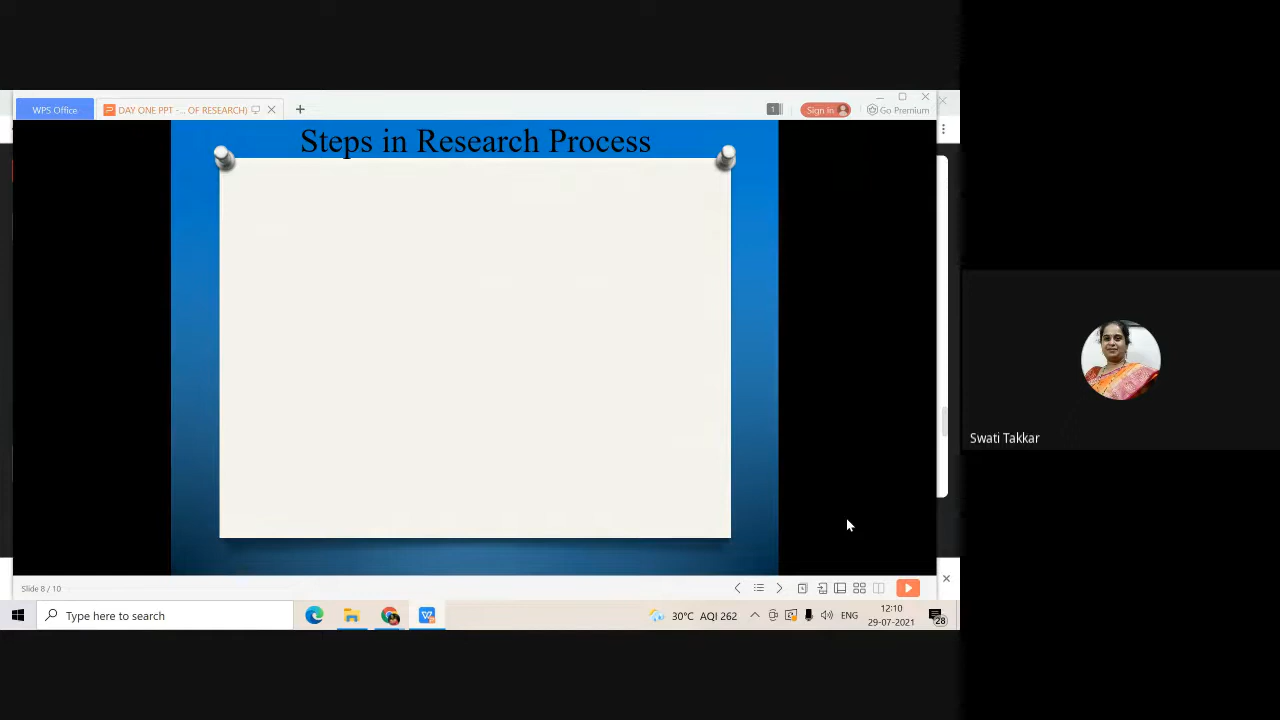 WPS Office
DAY ONE PPT -... OF RESEARCH)
1
Sign in
Go Premium
Steps in Research Process
Swati Takkar
Slide 8 / 10
Type here to search
30°C AQI 262
ENG
12:10
29-07-2021
28